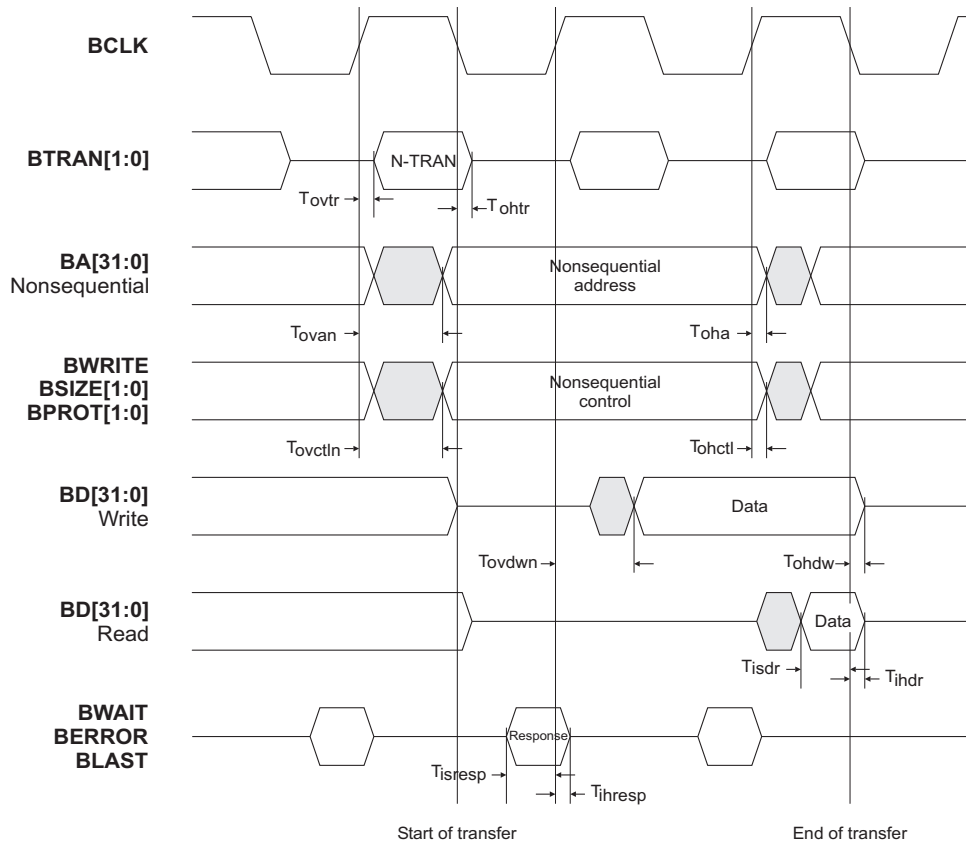 BCLK
BTRAN[1:0]
N-TRAN
Tovtr
Tohtr
BA[31:0]
Nonsequential
Nonsequential
address
Tovan
Toha
BWRITE
BSIZE[1:0]
BPROT[1:0]
Nonsequential
control
Tovctln
Tohctl
BD[31:0]
Write
Data
Tovdwn
Tohdw
BD[31:0]
Read
Data
Tisdr
Tihdr
BWAIT
BERROR
BLAST
Response
Tisresp
Tihresp
Start of transfer
End of transfer